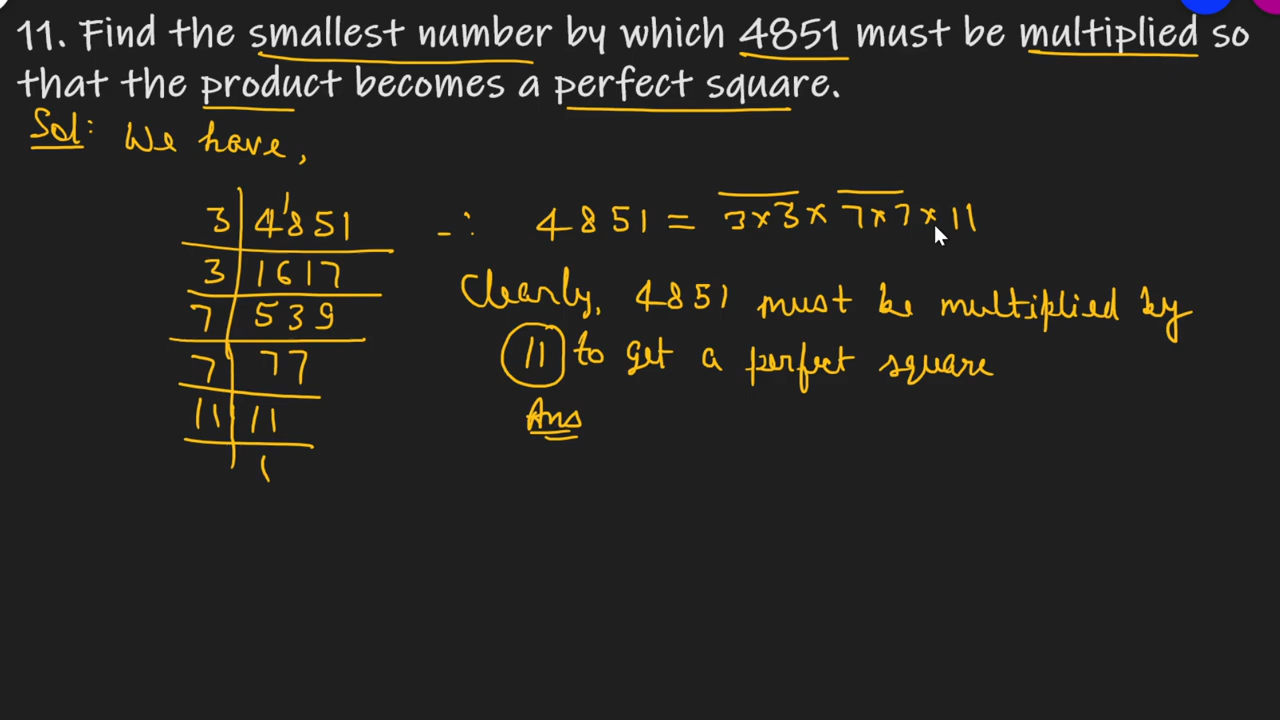 11. Find the smallest number by which 4851 must be multiplied so
that the product becomes a perfect square.
Sol: We have,
3 | 4851
3 | 1617
7 | 539
7 | 77
11 | 11
1
∴ 4851 = 3×3× 7×7×11
Clearly, 4851 must be multiplied by
11 to get a perfect square
Ans